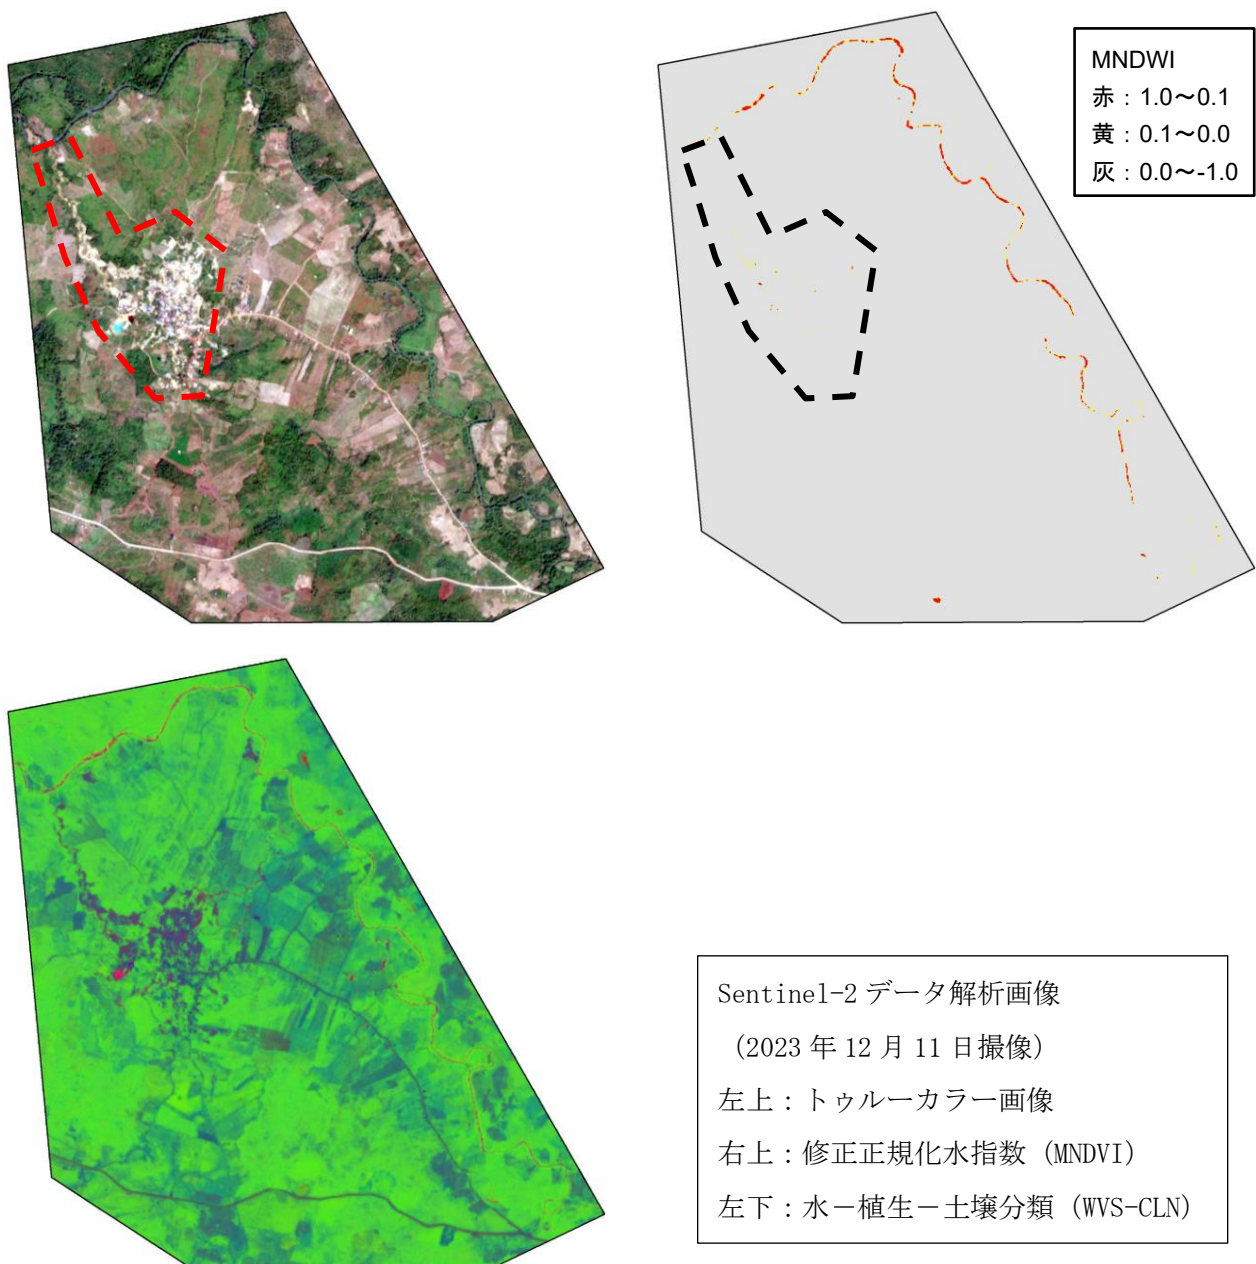 MNDWI
赤：1.0～0.1
黄：0.1～0.0
灰：0.0～-1.0
Sentinel-2 データ解析画像
（2023 年 12 月 11 日撮像）
左上：トゥルーカラー画像
右上：修正正規化水指数（MNDVI）
左下：水－植生－土壌分類（WVS-CLN）